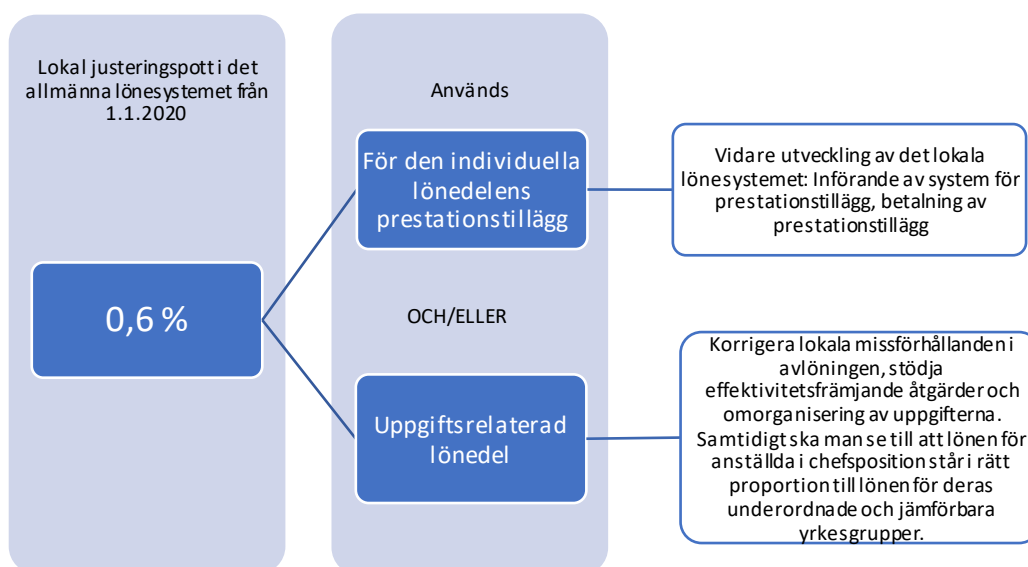 Lokal justeringspott i det
allmänna lönesystemet från
1.1.2020
0,6 %
Används
För den individuella
lönedelens
prestationstillägg
OCH/ELLER
Uppgiftsrelaterad
lönedel
Vidare utveckling av det lokala
lönesystemet: Införande av system för
prestationstillägg, betalning av
prestationstillägg
Korrigera lokala missförhållanden i
avlöningen, stödja
effektivitetsfrämjande åtgärder och
omorganisering av uppgifterna.
Samtidigt ska man se till att lönen för
anställda i chefsposition står i rätt
proportion till lönen för deras
underordnade och jämförbara
yrkesgrupper.